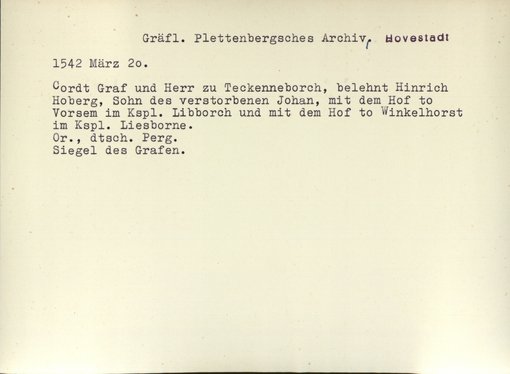 Gräfl. Plettenbergsches Archiv, Hovestadt
1542 März 2o.
Cordt Graf und Herr zu Teckenneborch, belehnt Hinrich
Hoberg, Sohn des verstorbenen Johan, mit dem Hof to
Vorsem im Kspl. Libborch und mit dem Hof to Winkelhorst
im Kspl. Liesborne.
Or., dtsch. Perg.
Siegel des Grafen.